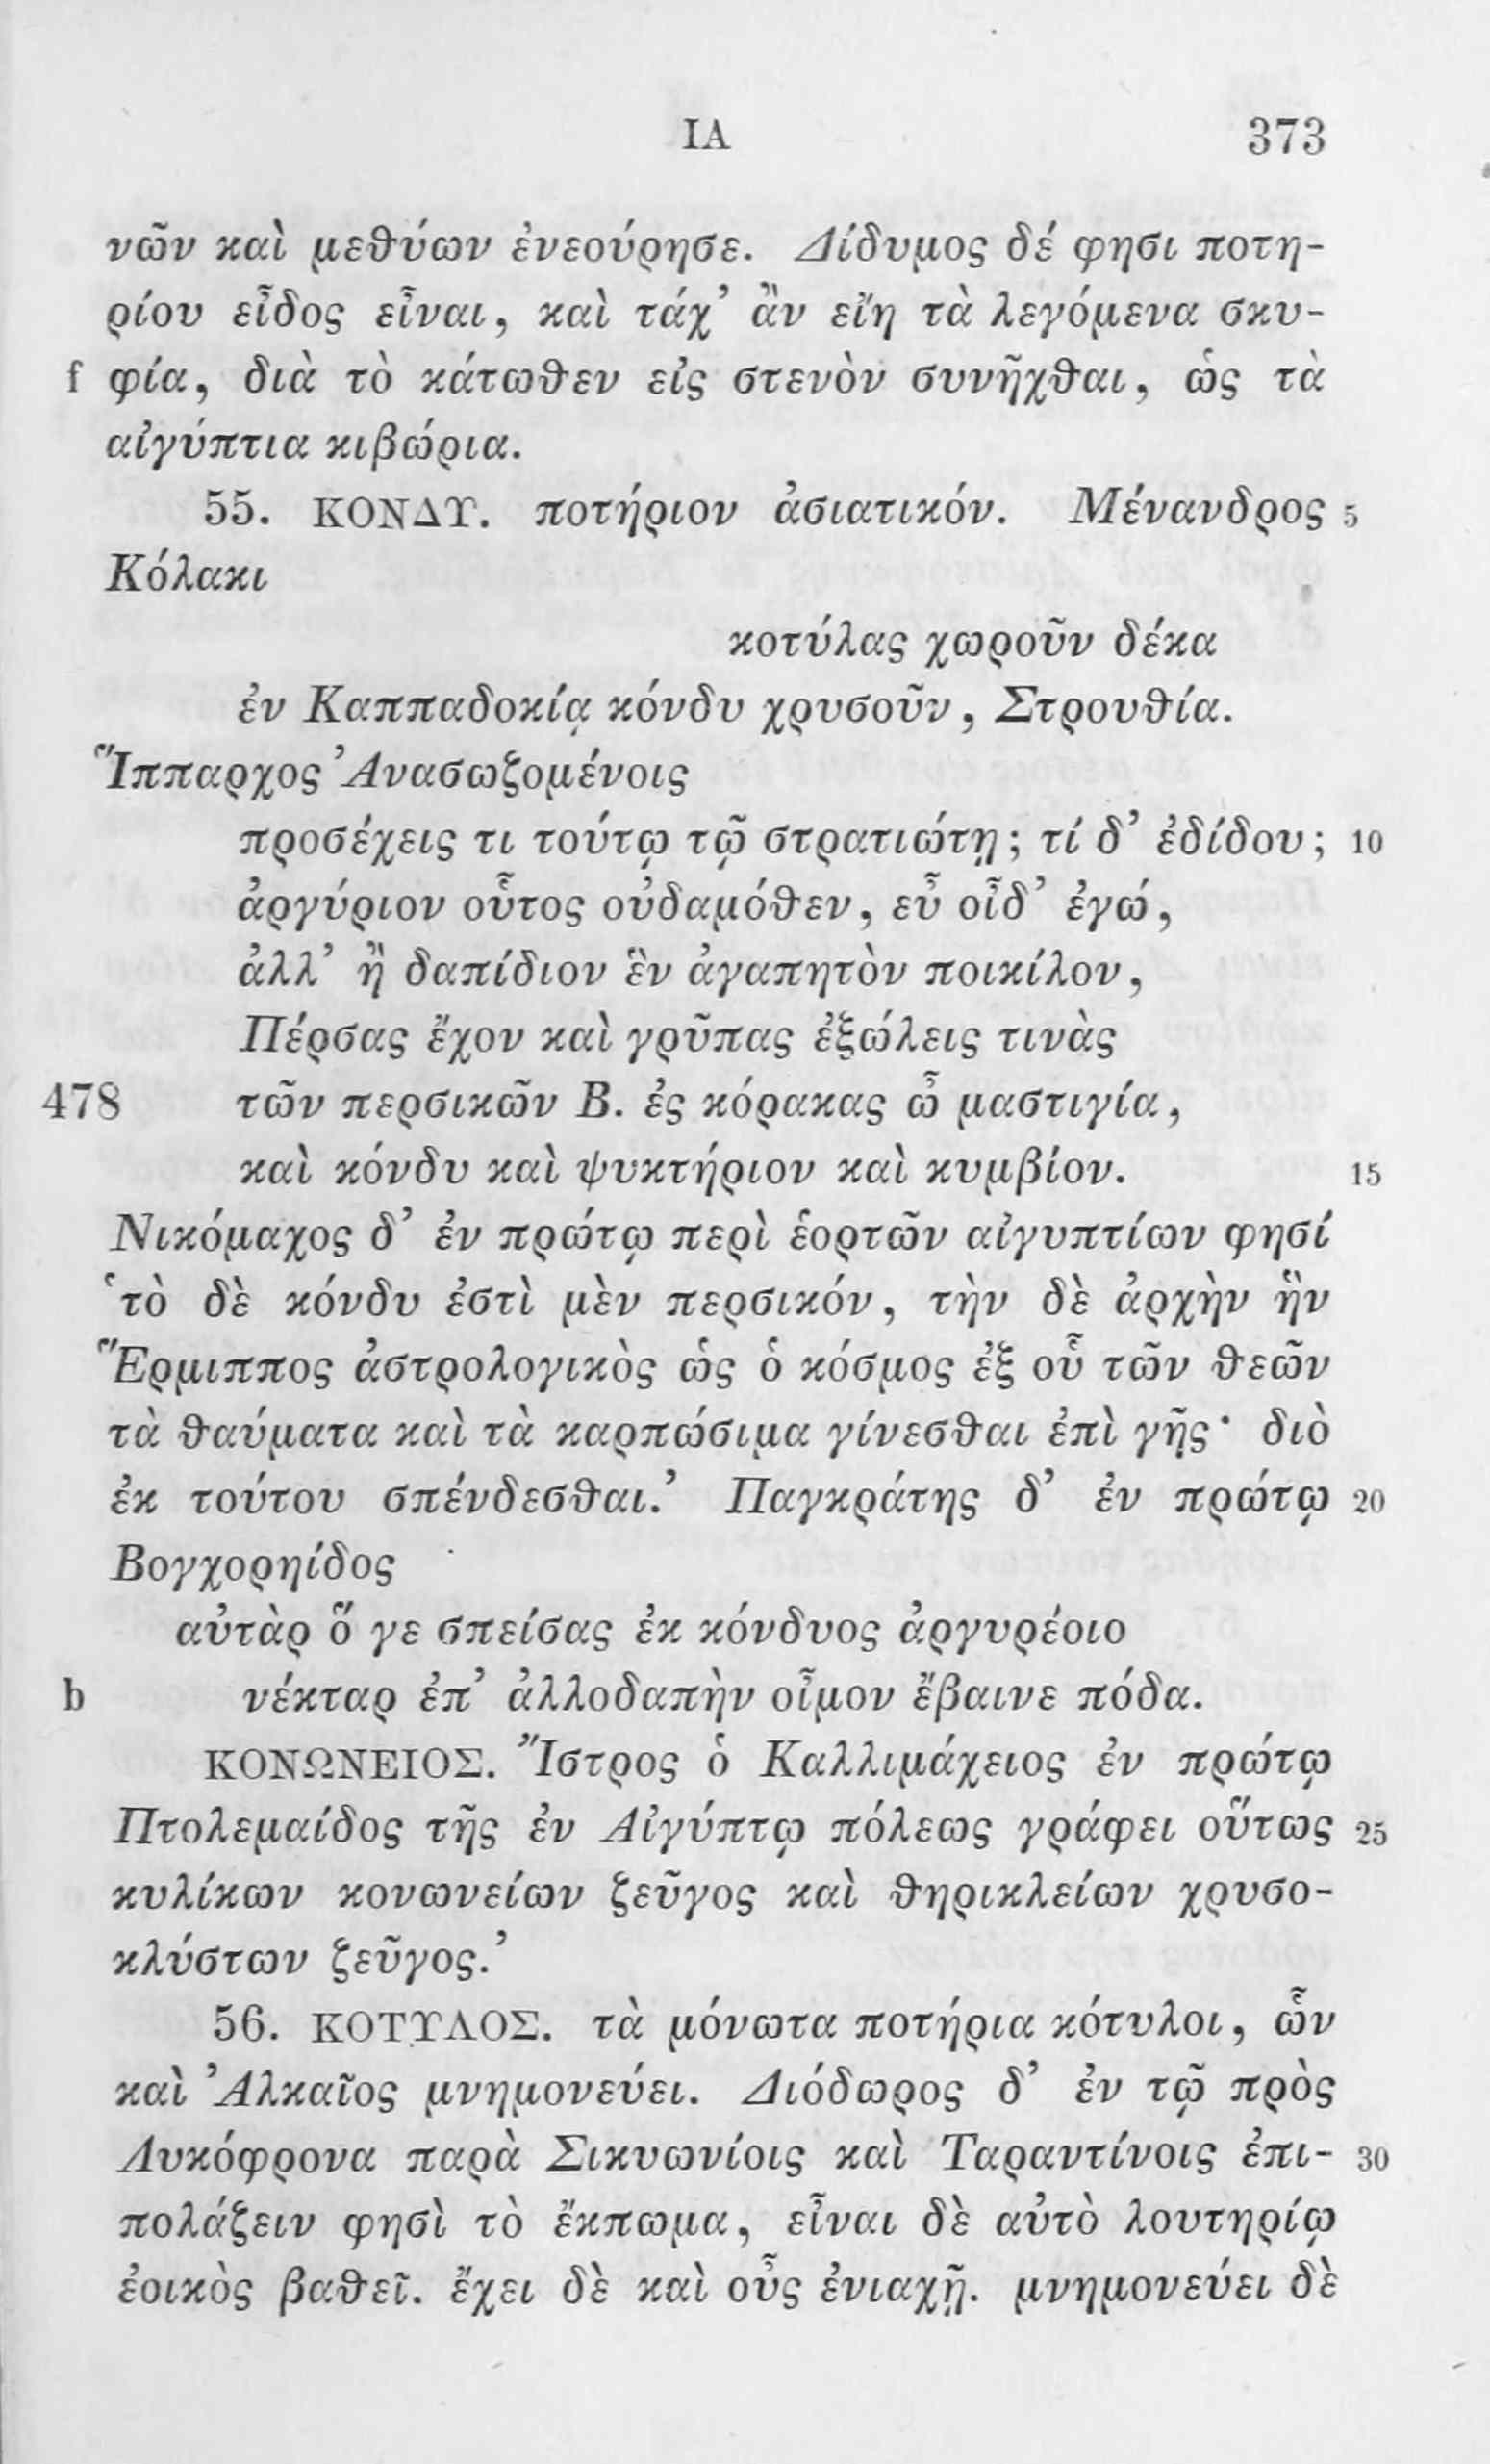 ΙΑ 373
νῶν καὶ μεθύων ἐνεούρησε. Δίδυμος δέ φησι ποτη-
ρίου εἶδος εἶναι, καὶ τάχ’ ἂν εἴη τὰ λεγόμενα σκυ-
f φία, διὰ τὸ κάτωθεν εἰς στενὸν συνῆχθαι, ὡς τὰ
αἰγύπτια κιβώρια.
55. ΚΟΝΔΥ. ποτήριον ἀσιατικόν. Μένανδρος 5
Κόλακι
κοτύλας χωροῦν δέκα
ἐν Καππαδοκίᾳ κόνδυ χρυσοῦν, Στρουθία.
Ἵππαρχος Ἀνασωζομένοις
προσέχεις τι τούτῳ τῷ στρατιώτῃ; τί δ’ ἐδίδου; 10
ἀργύριον οὗτος οὐδαμόθεν, εὖ οἶδ’ ἐγώ,
ἀλλ’ ἢ δαπίδιον ἓν ἀγαπητὸν ποικίλον,
Πέρσας ἔχον καὶ γρῦπας ἐξώλεις τινὰς
478 τῶν περσικῶν Β. ἐς κόρακας ὦ μαστιγία,
καὶ κόνδυ καὶ ψυκτήριον καὶ κυμβίον. 15
Νικόμαχος δ’ ἐν πρώτῳ περὶ ἑορτῶν αἰγυπτίων φησί
‘τὸ δὲ κόνδυ ἐστὶ μὲν περσικόν, τὴν δὲ ἀρχὴν ἣν
Ἕρμιππος ἀστρολογικὸς ὡς ὁ κόσμος ἐξ οὗ τῶν θεῶν
τὰ θαύματα καὶ τὰ καρπώσιμα γίνεσθαι ἐπὶ γῆς· διὸ
ἐκ τούτου σπένδεσθαι.’ Παγκράτης δ’ ἐν πρώτῳ 20
Βογχορηίδος
αὐτὰρ ὅ γε σπείσας ἐκ κόνδυος ἀργυρέοιο
b νέκταρ ἐπ’ ἀλλοδαπὴν οἶμον ἔβαινε πόδα.
ΚΟΝΩΝΕΙΟΣ. Ἴστρος ὁ Καλλιμάχειος ἐν πρώτῳ
Πτολεμαίδος τῆς ἐν Αἰγύπτῳ πόλεως γράφει οὕτως 25
κυλίκων κονωνείων ζεῦγος καὶ θηρικλείων χρυσο-
κλύστων ζεῦγος.’
56. ΚΟΤΥΛΟΣ. τὰ μόνωτα ποτήρια κότυλοι, ὧν
καὶ Ἀλκαῖος μνημονεύει. Διόδωρος δ’ ἐν τῷ πρὸς
Λυκόφρονα παρὰ Σικυωνίοις καὶ Ταραντίνοις ἐπι- 30
πολάζειν φησὶ τὸ ἔκπωμα, εἶναι δὲ αὐτὸ λουτηρίῳ
ἐοικὸς βαθεῖ. ἔχει δὲ καὶ οὖς ἐνιαχῇ. μνημονεύει δὲ